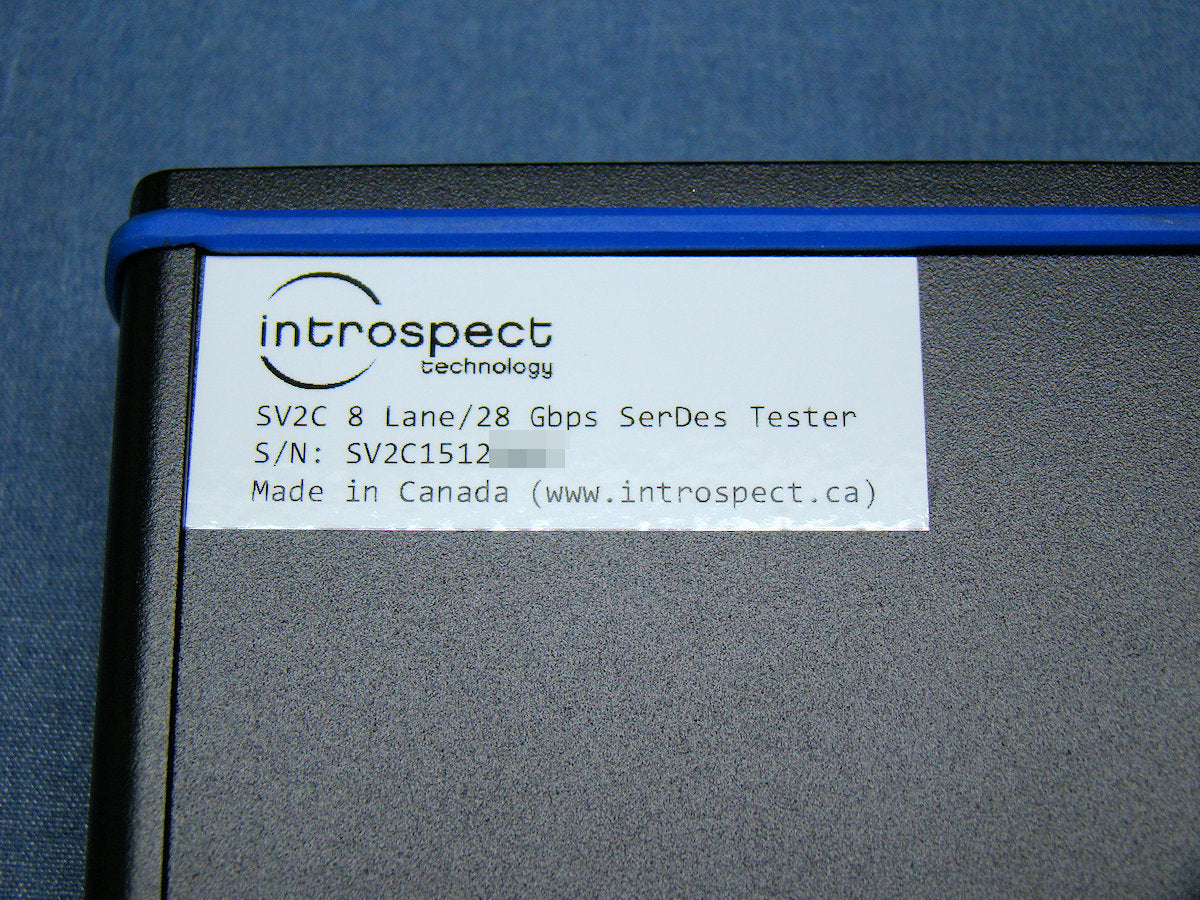 introspect
technology
SV2C 8 Lane/28 Gbps SerDes Tester
S/N: SV2C1512
Made in Canada (www.introspect.ca)